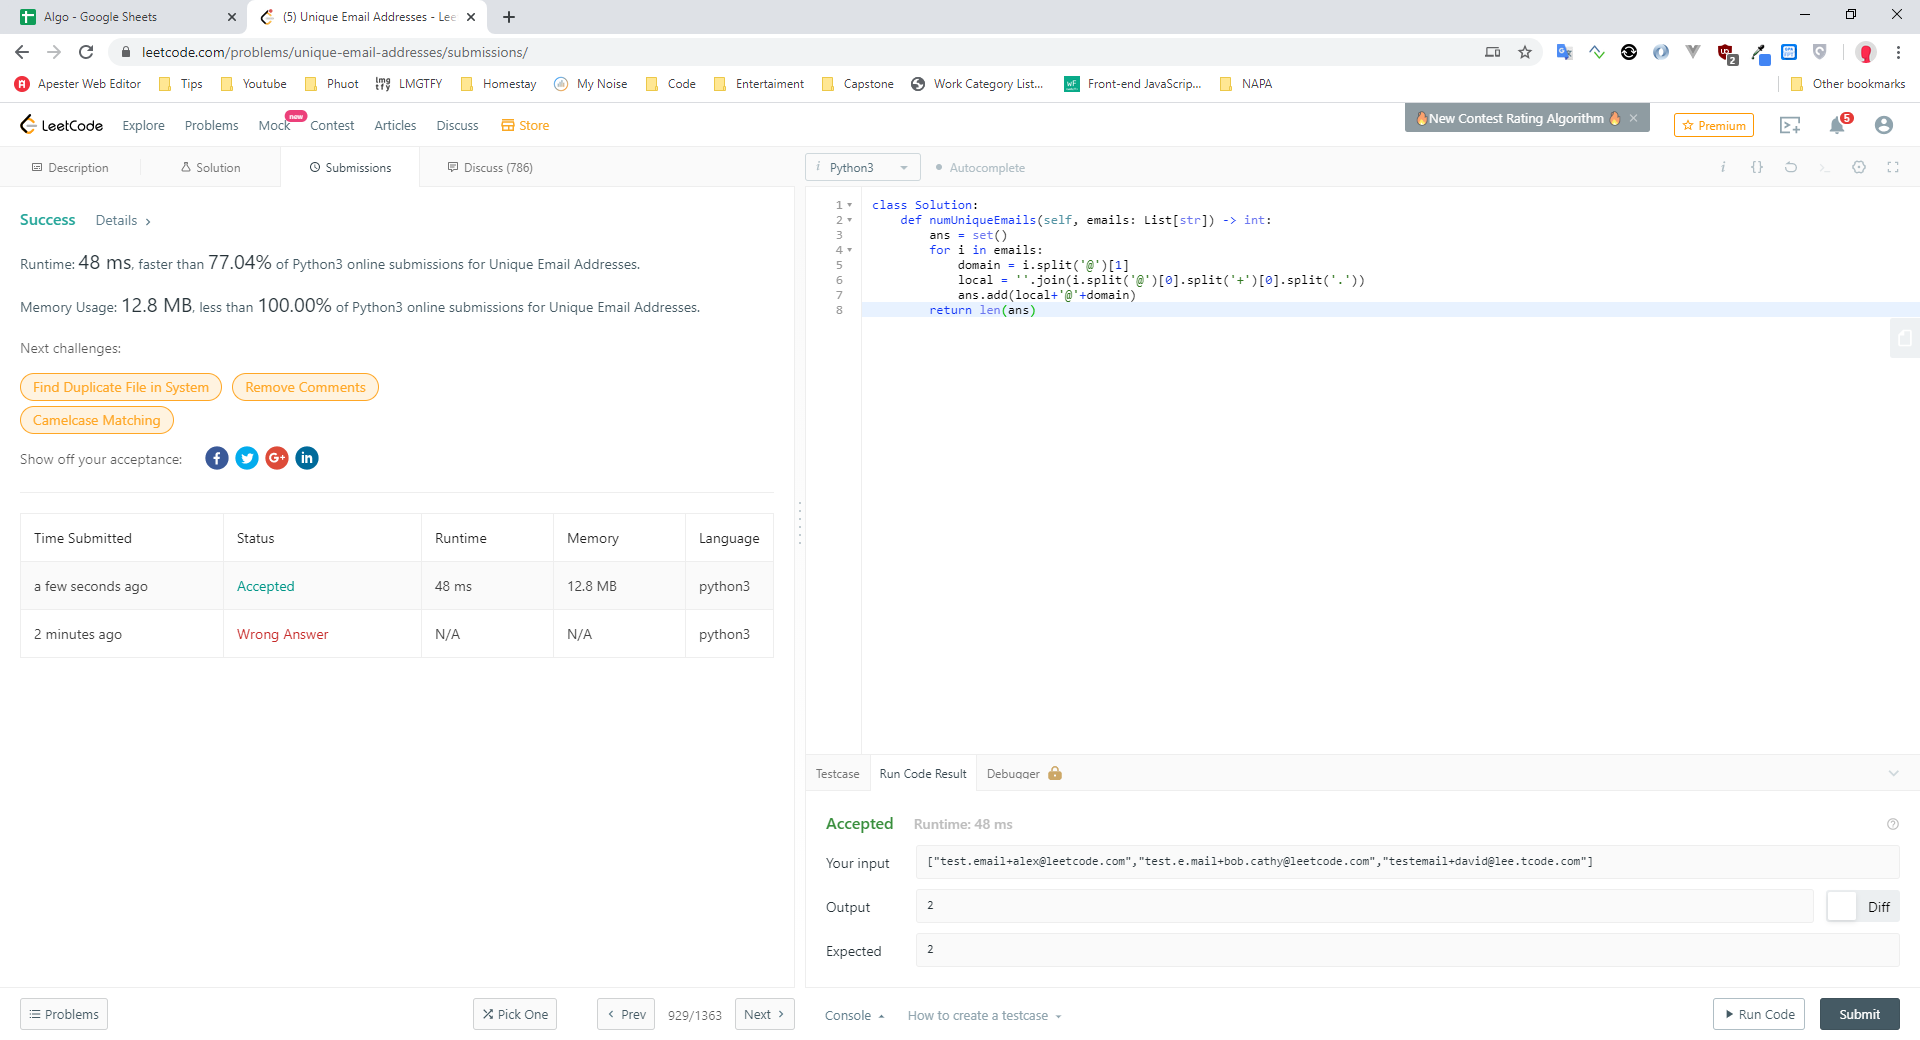 Algo - Google Sheets
(5) Unique Email Addresses - Lee
leetcode.com/problems/unique-email-addresses/submissions/
2
Apester Web Editor Tips Youtube Phuot LMGTFY Homestay My Noise Code Entertaiment Capstone Work Category List... Front-end JavaScrip... NAPA Other bookmarks
LeetCode Explore Problems Mock new Contest Articles Discuss Store
New Contest Rating Algorithm ×
Premium
5
Description Solution Submissions Discuss (786)
i Python3 Autocomplete i {}
Success Details >
Runtime: 48 ms, faster than 77.04% of Python3 online submissions for Unique Email Addresses.
Memory Usage: 12.8 MB, less than 100.00% of Python3 online submissions for Unique Email Addresses.
Next challenges:
Find Duplicate File in System Remove Comments
Camelcase Matching
Show off your acceptance: f G+ in
Time Submitted Status Runtime Memory Language
a few seconds ago Accepted 48 ms 12.8 MB python3
2 minutes ago Wrong Answer N/A N/A python3
1 class Solution:
2 def numUniqueEmails(self, emails: List[str]) -> int:
3 ans = set()
4 for i in emails:
5 domain = i.split('@')[1]
6 local = ''.join(i.split('@')[0].split('+')[0].split('.'))
7 ans.add(local+'@'+domain)
8 return len(ans)
Testcase Run Code Result Debugger
Accepted Runtime: 48 ms
Your input ["test.email+alex@leetcode.com","test.e.mail+bob.cathy@leetcode.com","testemail+david@lee.tcode.com"]
Output 2 Diff
Expected 2
Problems Pick One < Prev 929/1363 Next >
Console How to create a testcase Run Code Submit